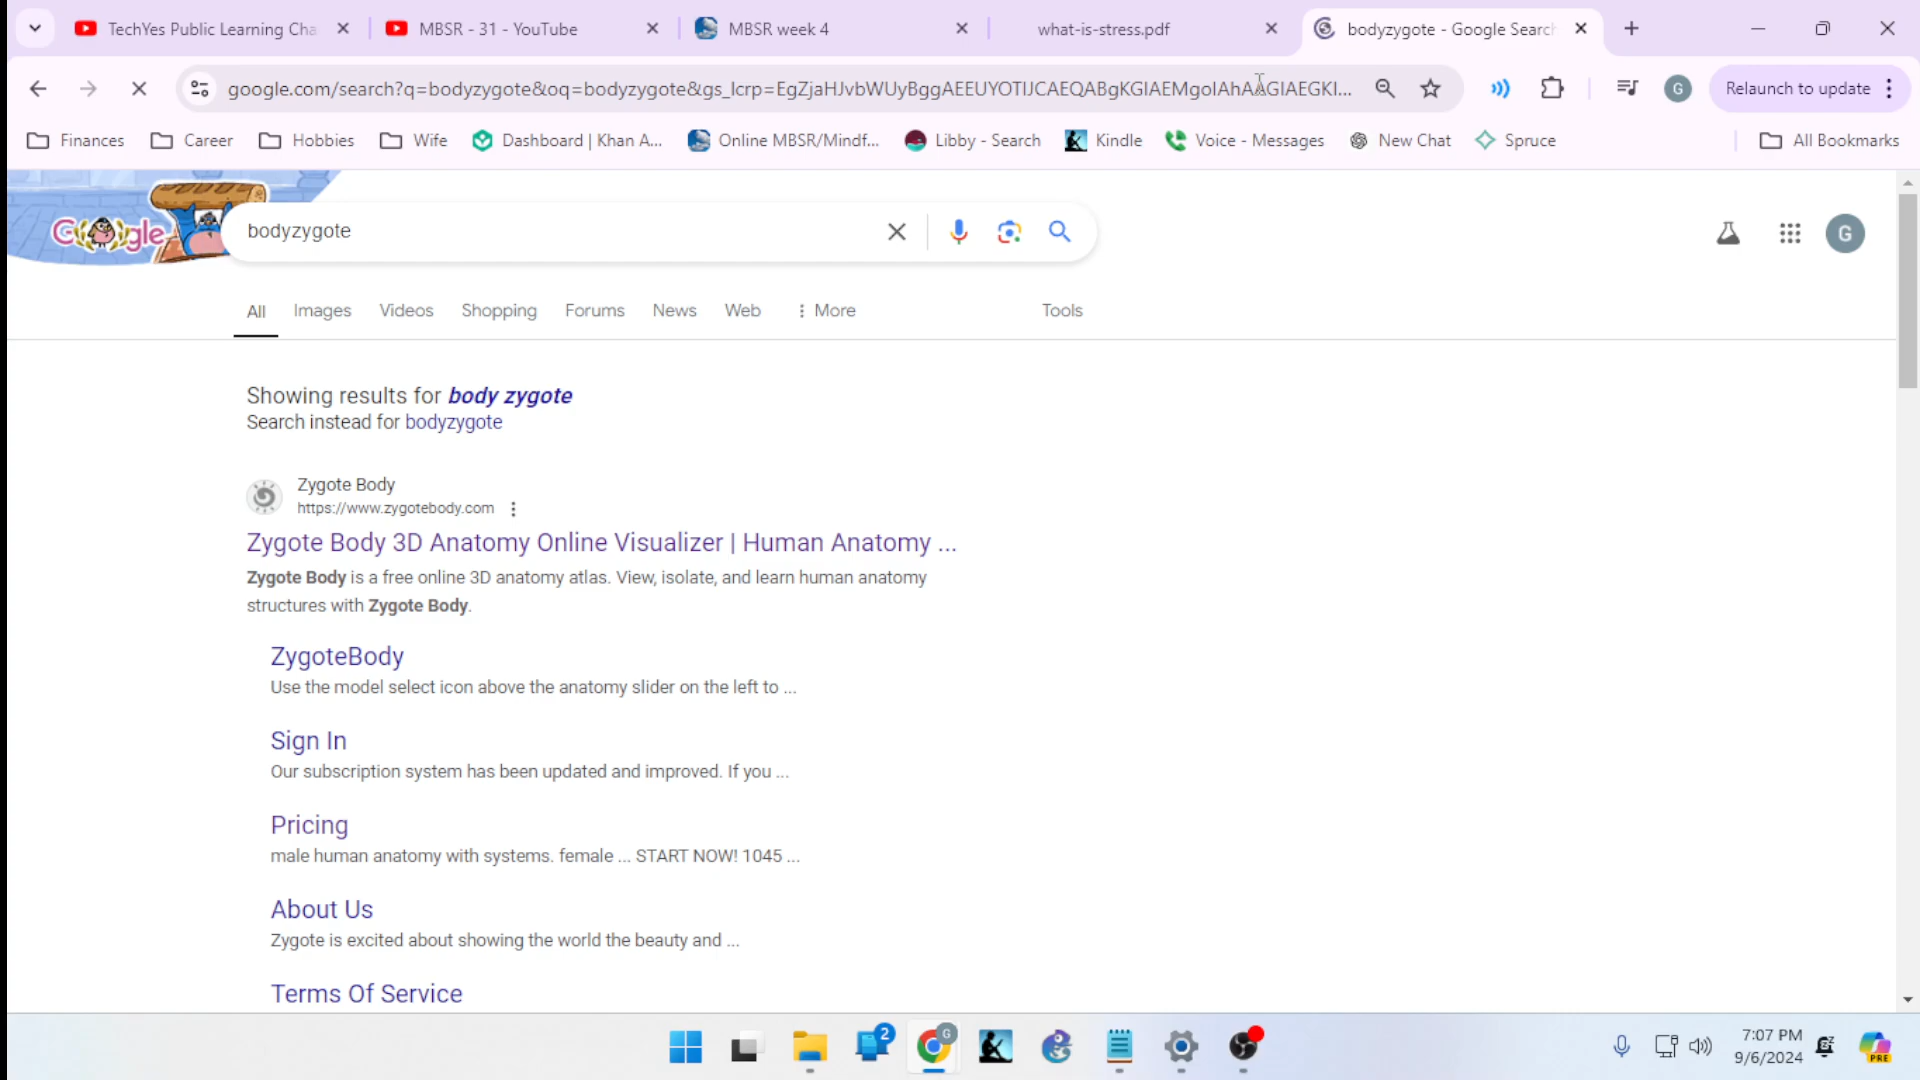 TechYes Public Learning Cha
MBSR - 31 - YouTube
MBSR week 4
what-is-stress.pdf
bodyzygote - Google Search
google.com/search?q=bodyzygote&oq=bodyzygote&gs_lcrp=
Relaunch to update
Finances
Career
Hobbies
Wife
Dashboard | Khan A...
Online MBSR/Mindf...
Libby - Search
Kindle
Voice - Messages
New Chat
Spruce
All Bookmarks
Google
bodyzygote
G
All
Images
Videos
Shopping
Forums
News
Web
More
Tools
Showing results for body zygote
Search instead for bodyzygote
Zygote Body
https://www.zygotebody.com
Zygote Body 3D Anatomy Online Visualizer | Human Anatomy ...
Zygote Body is a free online 3D anatomy atlas. View, isolate, and learn human anatomy
structures with Zygote Body.
ZygoteBody
Use the model select icon above the anatomy slider on the left to ...
Sign In
Our subscription system has been updated and improved. If you ...
Pricing
male human anatomy with systems. female ... START NOW! 1045 ...
About Us
Zygote is excited about showing the world the beauty and ...
Terms Of Service
2
G
7:07 PM
9/6/2024
PRE